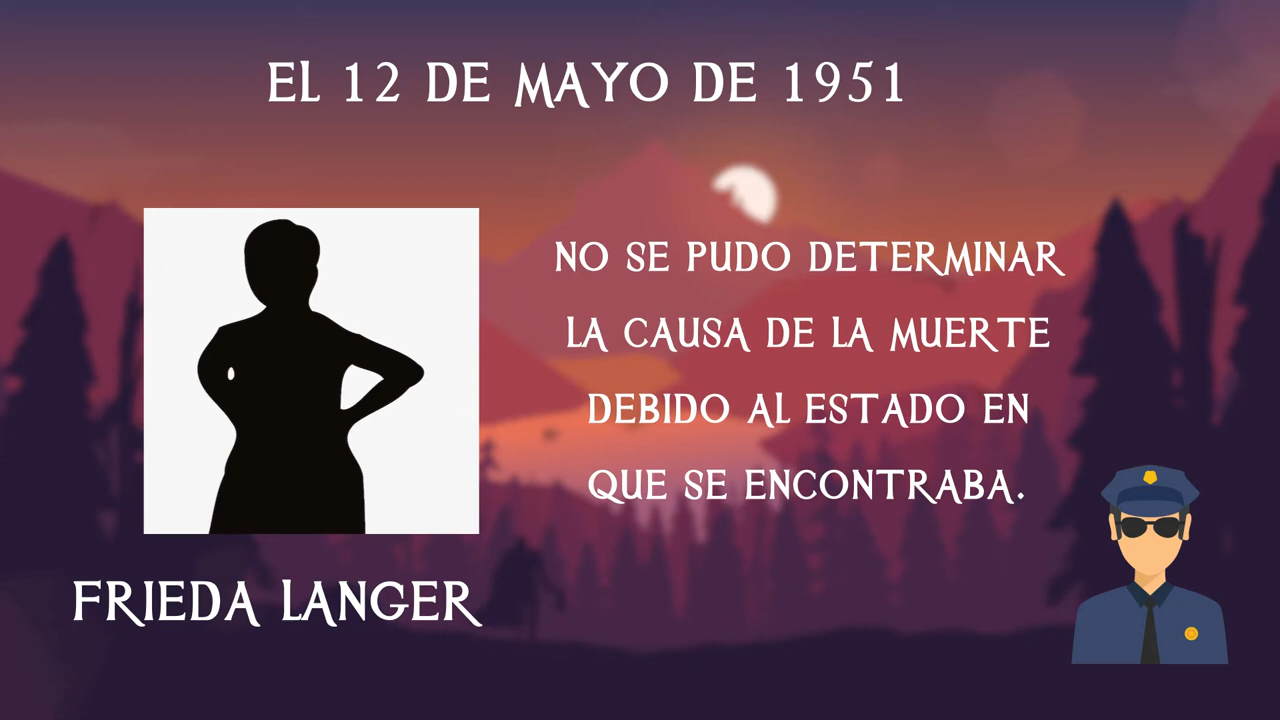 EL 12 DE MAYO DE 1951
NO SE PUDO DETERMINAR
LA CAUSA DE LA MUERTE
DEBIDO AL ESTADO EN
QUE SE ENCONTRABA.
FRIEDA LANGER